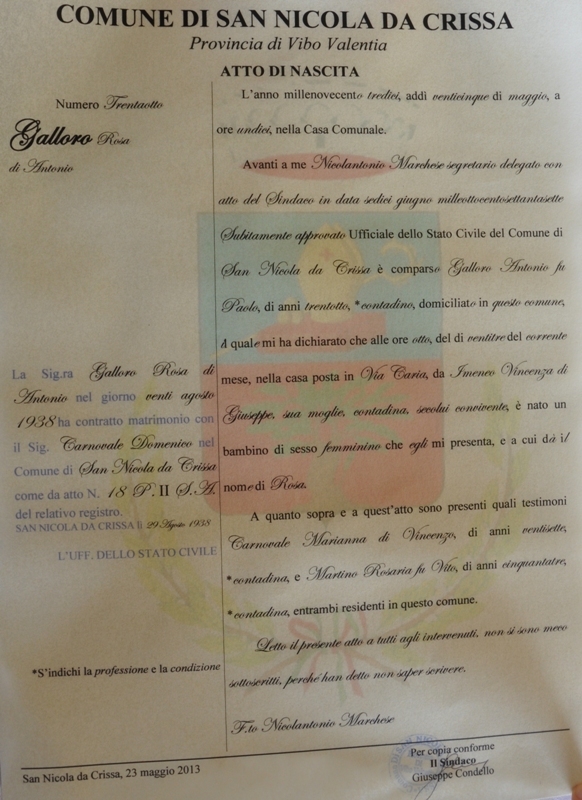 COMUNE DI SAN NICOLA DA CRISSA
Provincia di Vibo Valentia
ATTO DI NASCITA
Numero Trentaotto
Galloro Rosa
di Antonio
La Sig.ra Galloro Rosa di
Antonio nel giorno venti agosto
1938 ha contratto matrimonio con
il Sig. Carnovale Domenico nel
Comune di San Nicola da Crissa
come da atto N. 18 P. II S.A.
del relativo registro.
SAN NICOLA DA CRISSA lì 29 Agosto 1938
L'UFF. DELLO STATO CIVILE
*S'indichi la professione e la condizione
L'anno millenovecento tredici, addì venticinque di maggio, a
ore undici, nella Casa Comunale.
Avanti a me Nicolantonio Marchese segretario delegato con
atto del Sindaco in data sedici giugno milleottocentosettantasette
Subitamente approvato Ufficiale dello Stato Civile del Comune di
San Nicola da Crissa è comparso Galloro Antonio fu
Paolo, di anni trentotto, *contadino, domiciliato in questo comune,
il quale mi ha dichiarato che alle ore otto, del dì ventitre del corrente
mese, nella casa posta in Via Caria, da Imeneo Vincenza di
Giuseppe, sua moglie, contadina, secolui convivente, è nato un
bambino di sesso femminino che egli mi presenta, e a cui dà il
nome di Rosa.
A quanto sopra e a quest'atto sono presenti quali testimoni
Carnovale Marianna di Vincenzo, di anni ventisette,
*contadina, e Martino Rosaria fu Vito, di anni cinquantatre,
*contadina, entrambi residenti in questo comune.
Letto il presente atto a tutti agli intervenuti, non si sono meco
sottoscritti, perché han detto non saper scrivere.
F.to Nicolantonio Marchese
San Nicola da Crissa, 23 maggio 2013
Per copia conforme
Il Sindaco
Giuseppe Condello